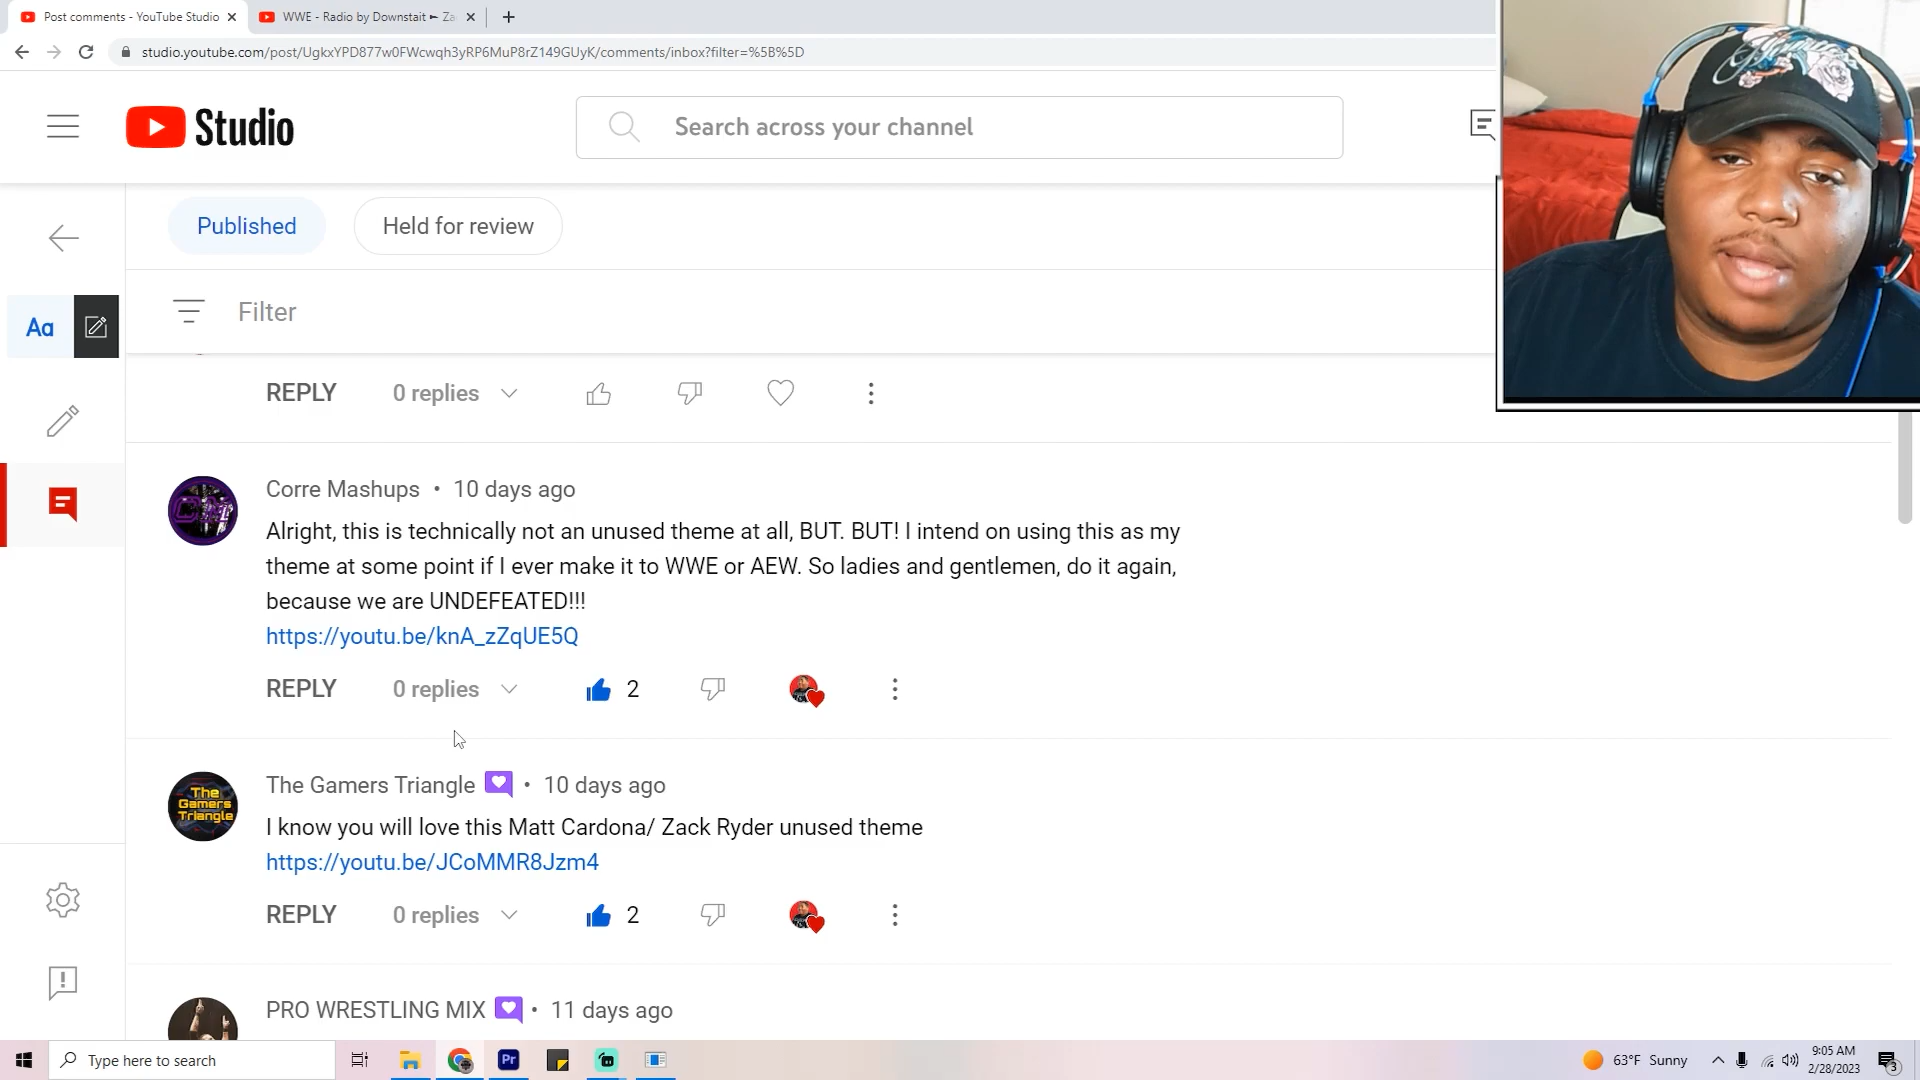 Post comments - YouTube Studio
WWE - Radio by Downstait ► Za
studio.youtube.com/post/UgkxYPD877w0FWcwqh3yRP6MuP8rZ149GUyK/comments/inbox?filter=%5B%5D
Studio
Search across your channel
Published
Held for review
Aa
Filter
REPLY 0 replies
Corre Mashups • 10 days ago
Alright, this is technically not an unused theme at all, BUT. BUT! I intend on using this as my
theme at some point if I ever make it to WWE or AEW. So ladies and gentlemen, do it again,
because we are UNDEFEATED!!!
https://youtu.be/knA_zZqUE5Q
REPLY 0 replies 2
The Gamers Triangle
The Gamers Triangle • 10 days ago
I know you will love this Matt Cardona/ Zack Ryder unused theme
https://youtu.be/JCoMMR8Jzm4
REPLY 0 replies 2
PRO WRESTLING MIX • 11 days ago
Type here to search
Pr
63°F Sunny
9:05 AM
2/28/2023
3